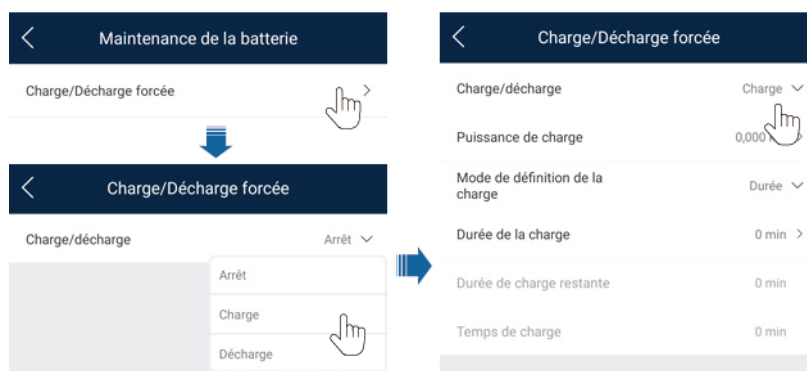 Maintenance de la batterie
Charge/Décharge forcée
Charge/Décharge forcée
Charge/décharge
Arrêt
Arrêt
Charge
Décharge
Charge/Décharge forcée
Charge/décharge
Charge
Puissance de charge
0,000
Mode de définition de la
charge
Durée
Durée de la charge
0 min
Durée de charge restante
0 min
Temps de charge
0 min